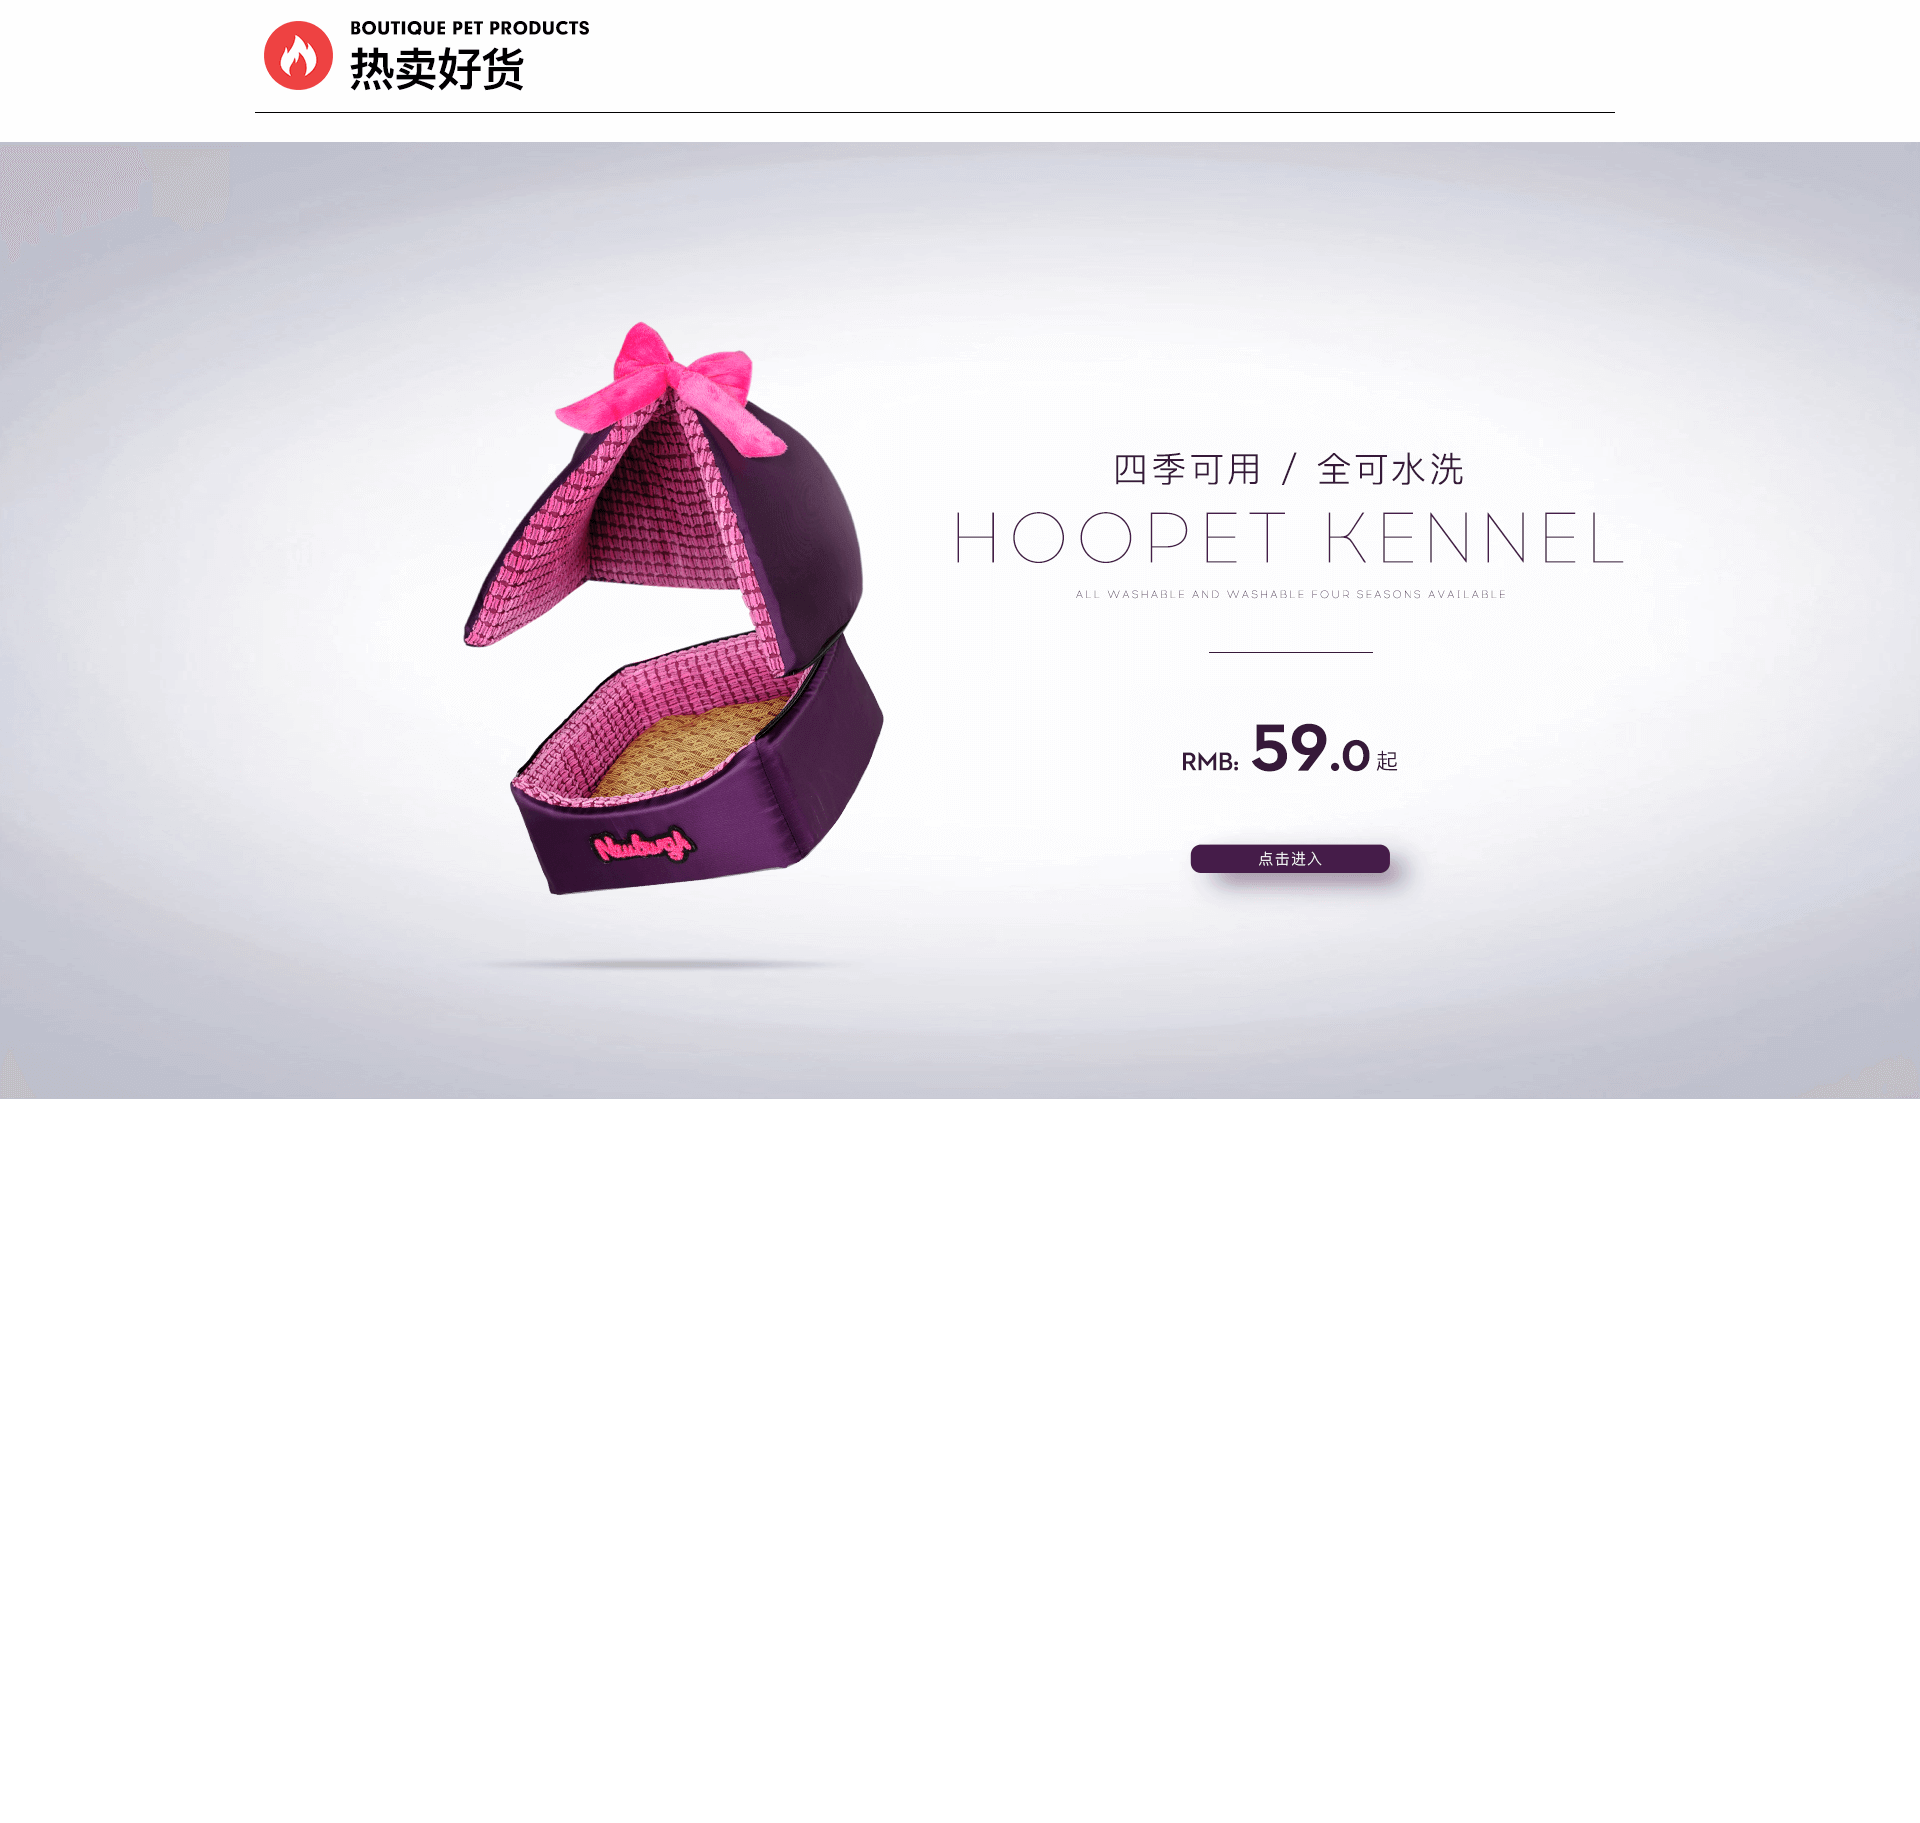 BOUTIQUE PET PRODUCTS
热卖好货
四季可用 / 全可水洗
HOOPET KENNEL
ALL WASHABLE AND WASHABLE FOUR SEASONS AVAILABLE
RMB: 59.0 起
点击进入